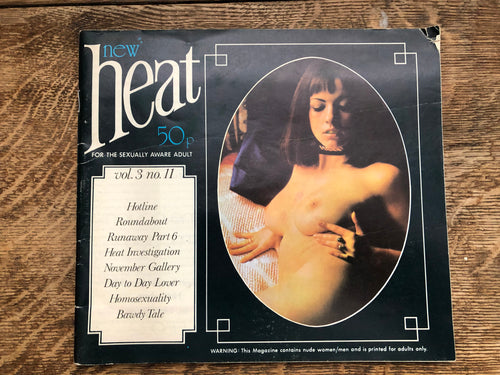 new
heat
50p
FOR THE SEXUALLY AWARE ADULT
vol. 3 no. 11
Hotline
Roundabout
Runaway Part 6
Heat Investigation
November Gallery
Day to Day Lover
Homosexuality
Bawdy Tale
WARNING: This Magazine contains nude women/men and is printed for adults only.